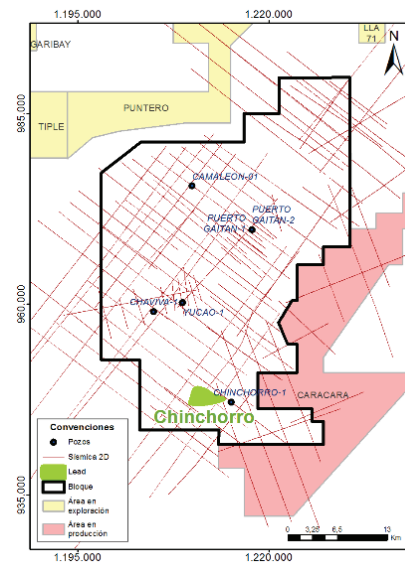 1.195.000
1.220.000
GARIBAY
LLA
71
N
985.000
PUNTERO
TIPLE
CAMALEON-01
PUERTO
GAITAN-2
PUERTO
GAITAN-1
960.000
CHAVIVA-1
YUCAO-1
CHINCHORRO-1
CARACARA
Chinchorro
Convenciones
Pozos
Sísmica 2D
Lead
Bloque
Área en
exploración
Área en
producción
935.000
0 3,25 6,5 13
Km
1.195.000
1.220.000